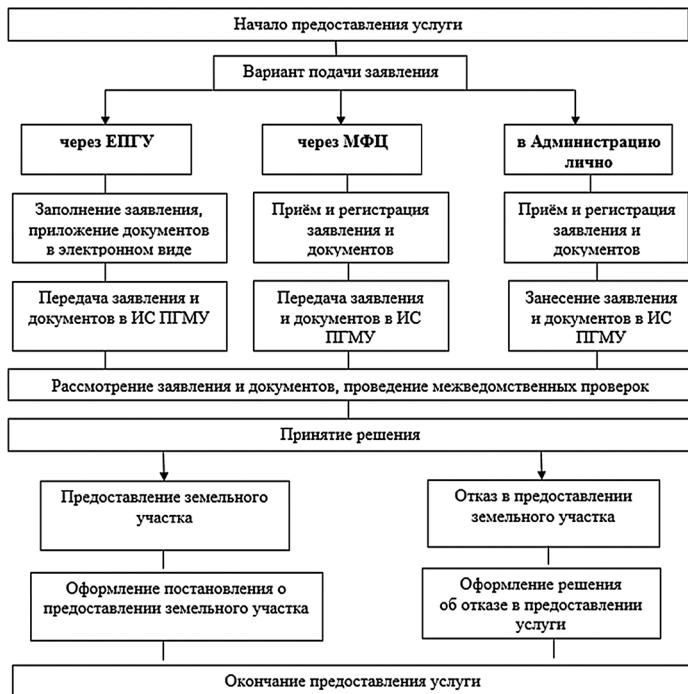 Начало предоставления услуги
Вариант подачи заявления
через ЕПГУ
через МФЦ
в Администрацию
лично
Заполнение заявления,
приложение документов
в электронном виде
Приём и регистрация
заявления и
документов
Приём и регистрация
заявления и
документов
Передача заявления и
документов в ИС ПГМУ
Передача заявления
и документов в ИС
ПГМУ
Занесение заявления
и документов в ИС
ПГМУ
Рассмотрение заявления и документов, проведение межведомственных проверок
Принятие решения
Предоставление земельного
участка
Отказ в предоставлении
земельного участка
Оформление постановления о
предоставлении земельного участка
Оформление решения
об отказе в предоставлении
услуги
Окончание предоставления услуги